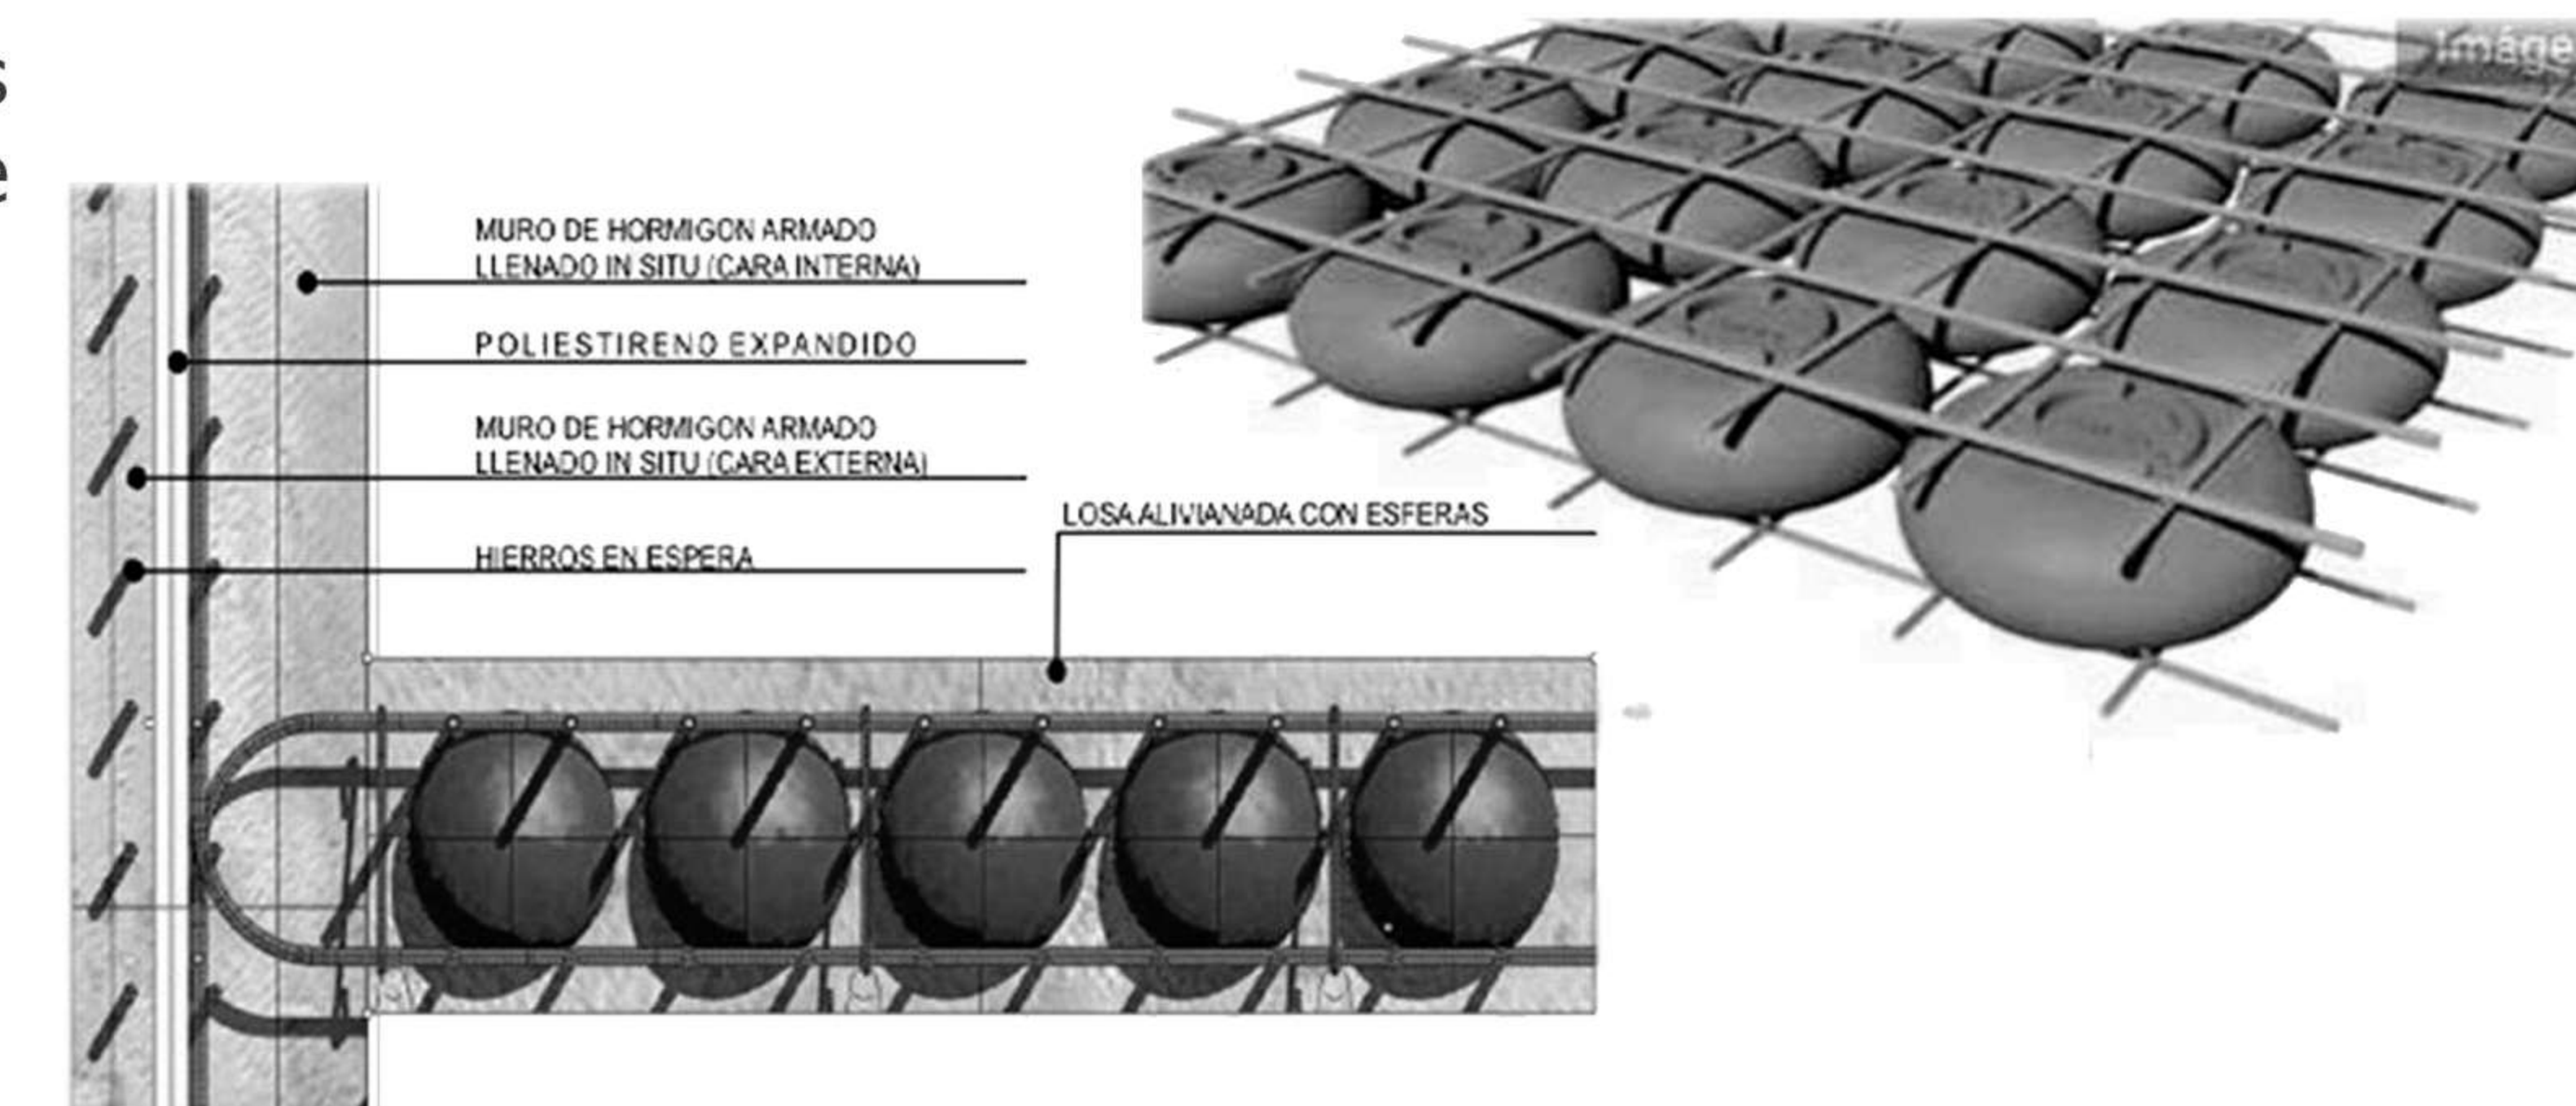 s
e
Imáge
MURO DE HORMIGON ARMADO
LLENADO IN SITU (CARA INTERNA)
POLIESTIRENO EXPANDIDO
MURO DE HORMIGON ARMADO
LLENADO IN SITU (CARA EXTERNA)
HIERROS EN ESPERA
LOSA ALIVIANADA CON ESFERAS